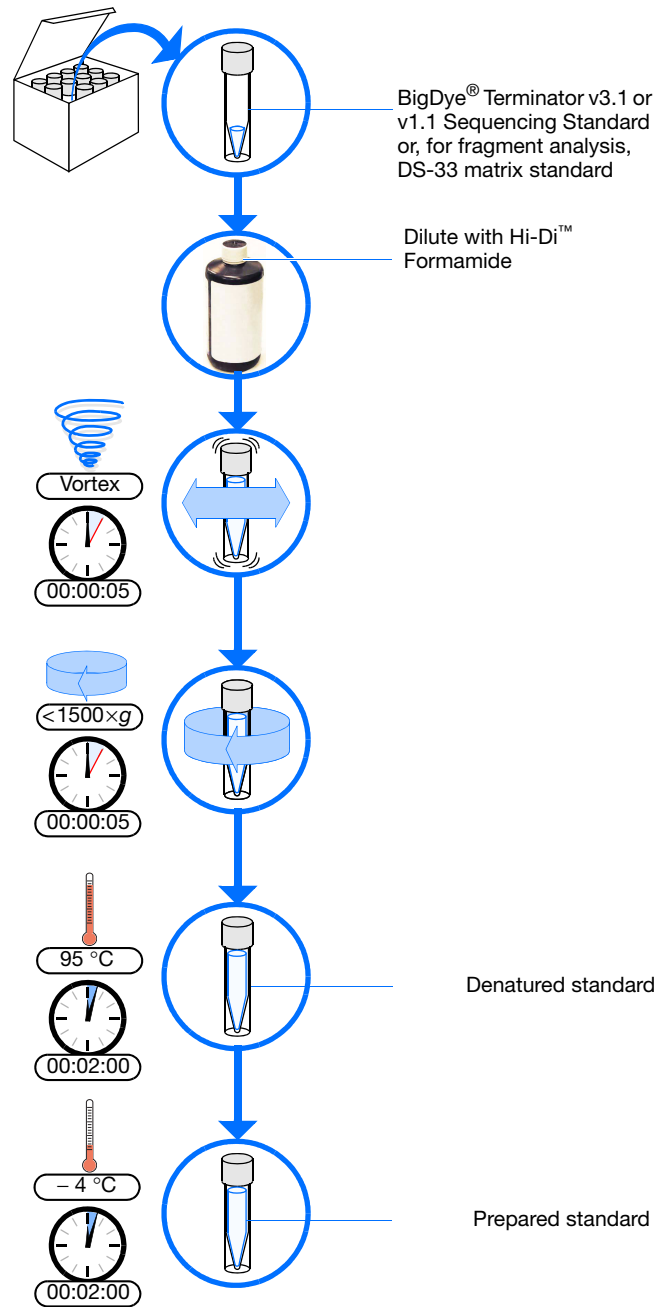 BigDye® Terminator v3.1 or
v1.1 Sequencing Standard
or, for fragment analysis,
DS-33 matrix standard
Dilute with Hi-Di™
Formamide
Vortex
00:00:05
<1500×g
00:00:05
95 °C
00:02:00
Denatured standard
– 4 °C
00:02:00
Prepared standard